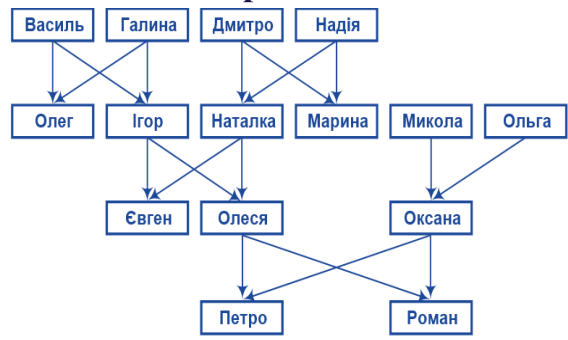 Василь Галина Дмитро Надія
Олег Ігор Наталка Марина Микола Ольга
Євген Олеся Оксана
Петро Роман